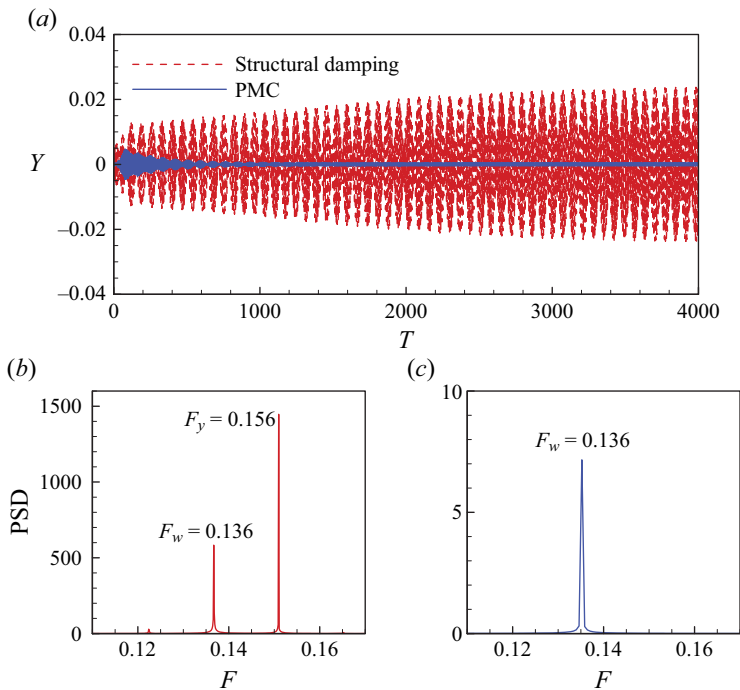 (a)
0.04
0.02
Y 0
−0.02
−0.04
Structural damping
PMC
0 1000 2000 3000 4000
T
(b)
1500
1000
PSD
500
0
F_y = 0.156
F_w = 0.136
0.12 0.14 0.16
F
(c)
10
5
0
F_w = 0.136
0.12 0.14 0.16
F